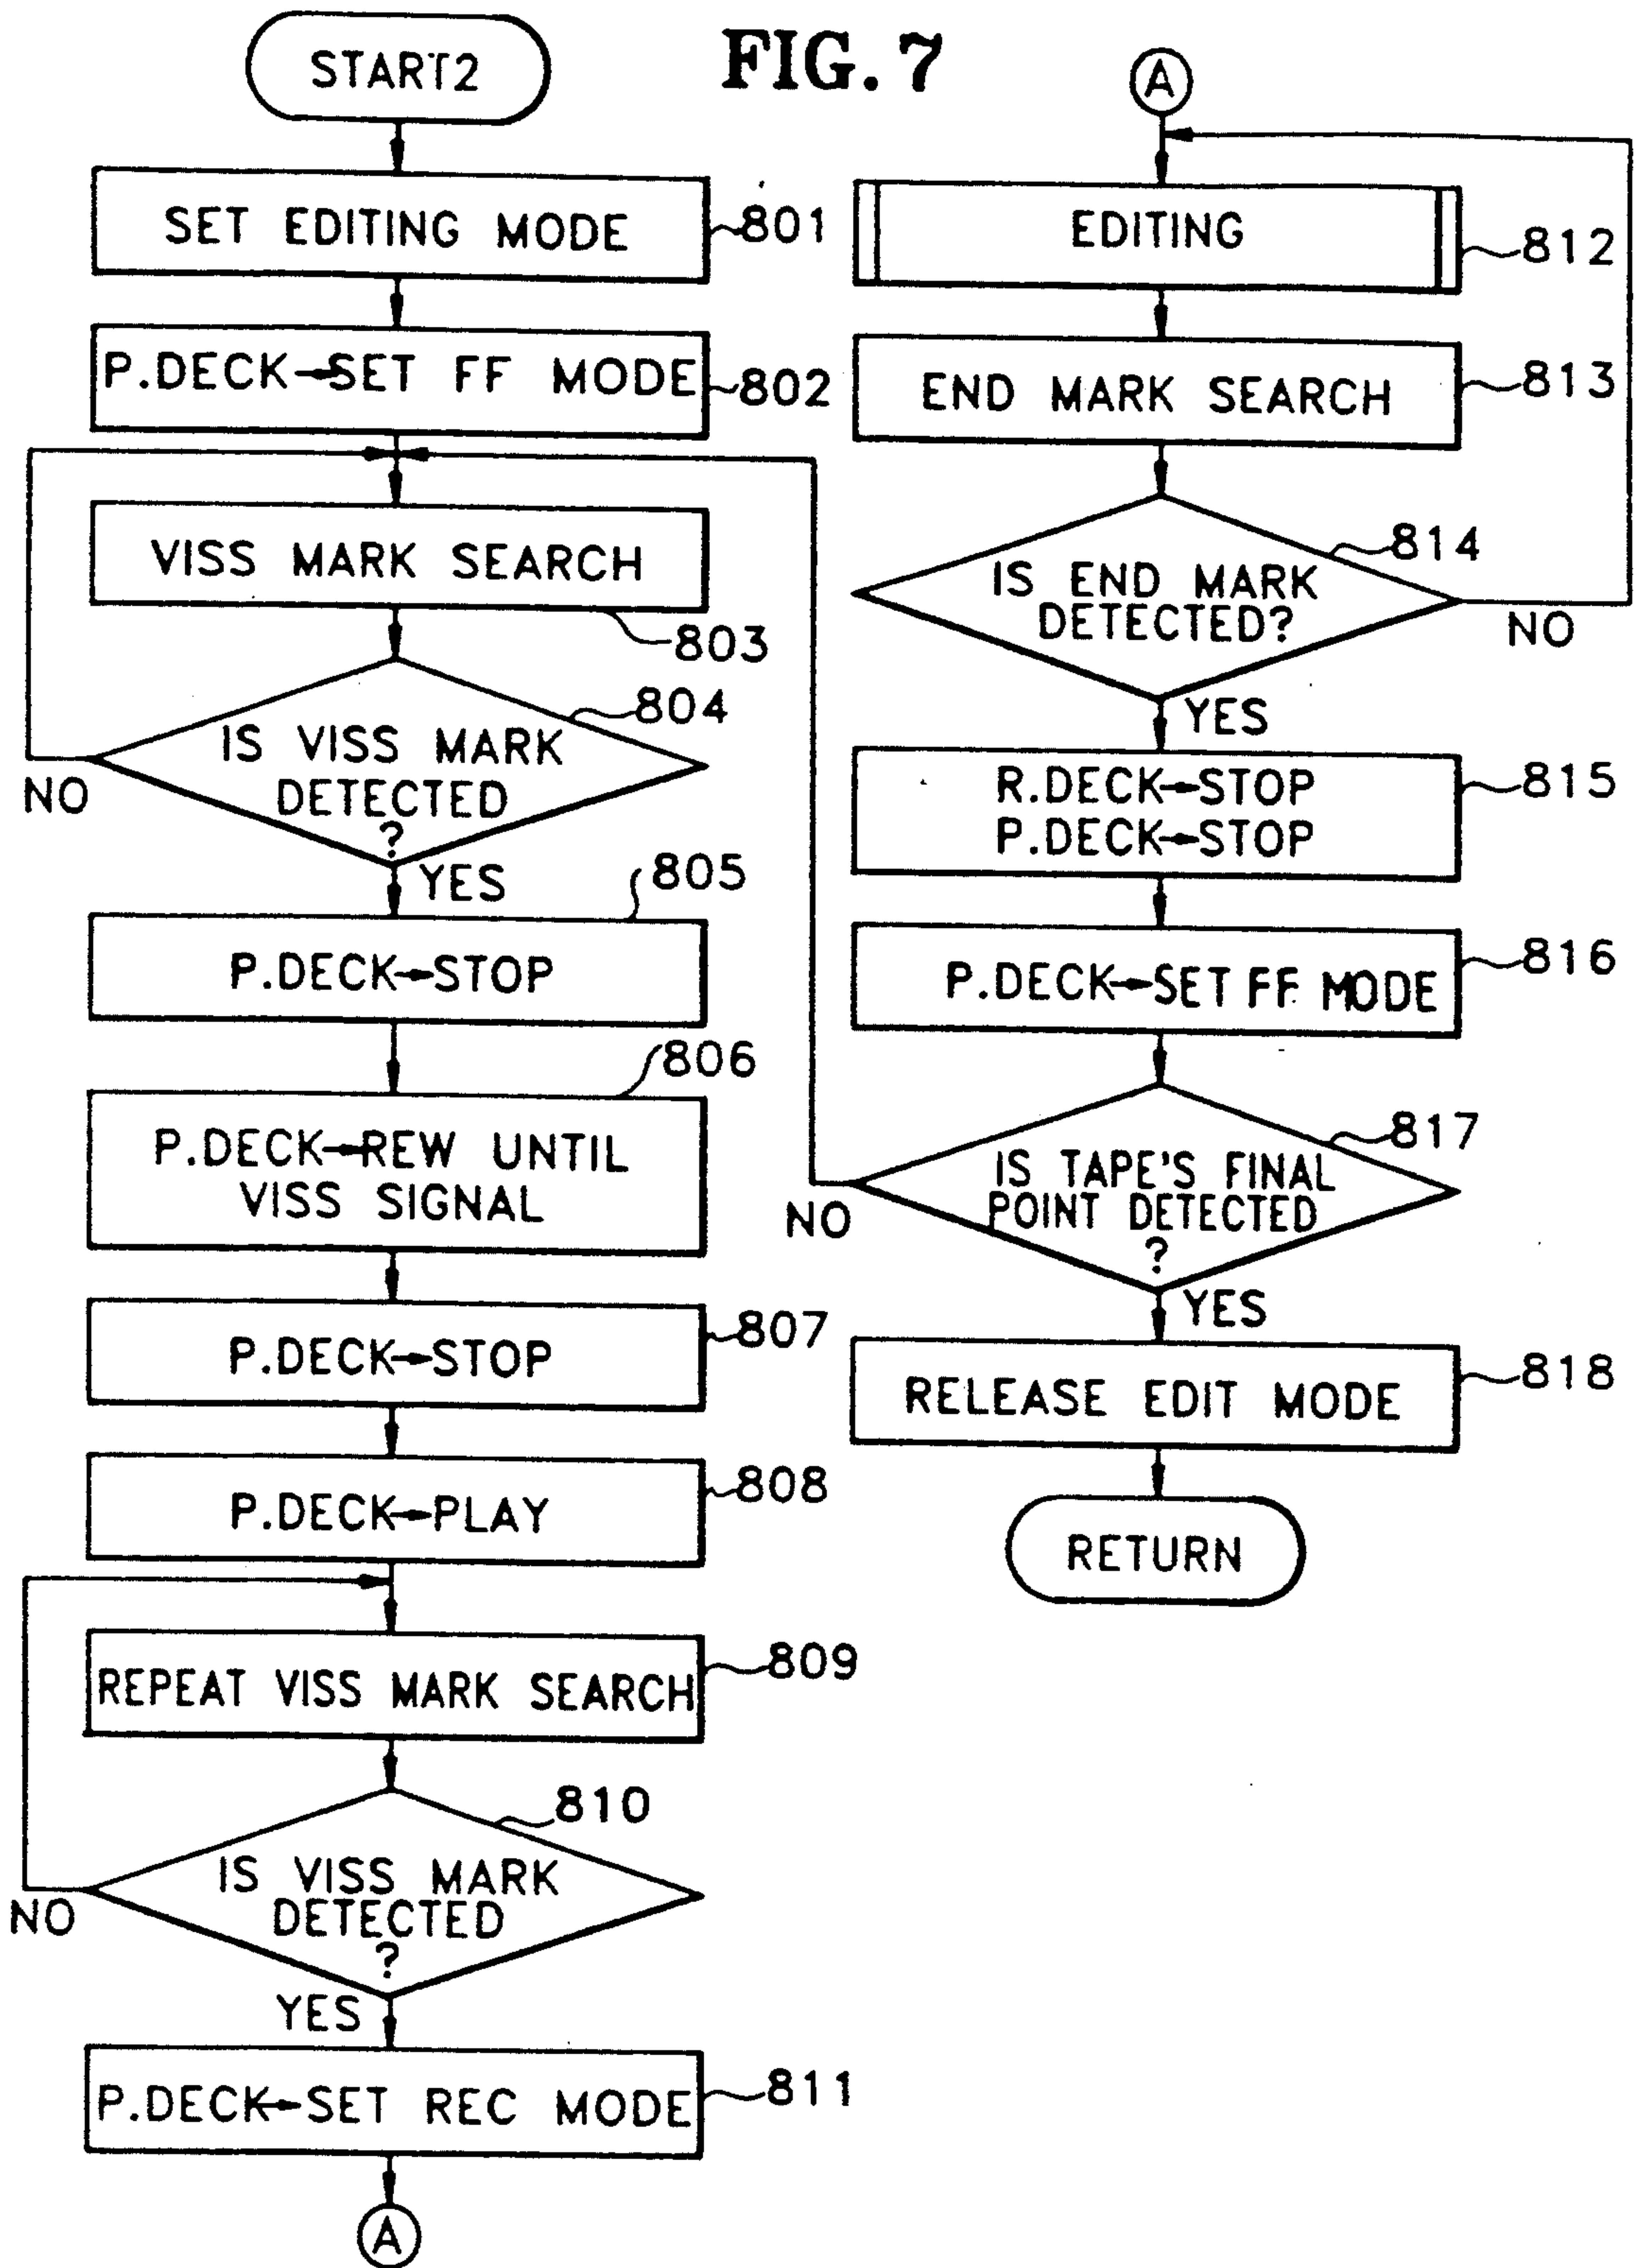 FIG. 7
START2
SET EDITING MODE
801
P.DECK→SET FF MODE
802
VISS MARK SEARCH
803
IS VISS MARK
DETECTED
?
804
NO
YES
805
P.DECK→STOP
806
P.DECK→REW UNTIL
VISS SIGNAL
P.DECK→STOP
807
P.DECK→PLAY
808
REPEAT VISS MARK SEARCH
809
810
IS VISS MARK
DETECTED
?
NO
YES
P.DECK→SET REC MODE
811
A
A
EDITING
812
END MARK SEARCH
813
814
IS END MARK
DETECTED?
NO
YES
R.DECK→STOP
P.DECK→STOP
815
P.DECK→SET FF MODE
816
817
IS TAPE'S FINAL
POINT DETECTED
?
NO
YES
RELEASE EDIT MODE
818
RETURN